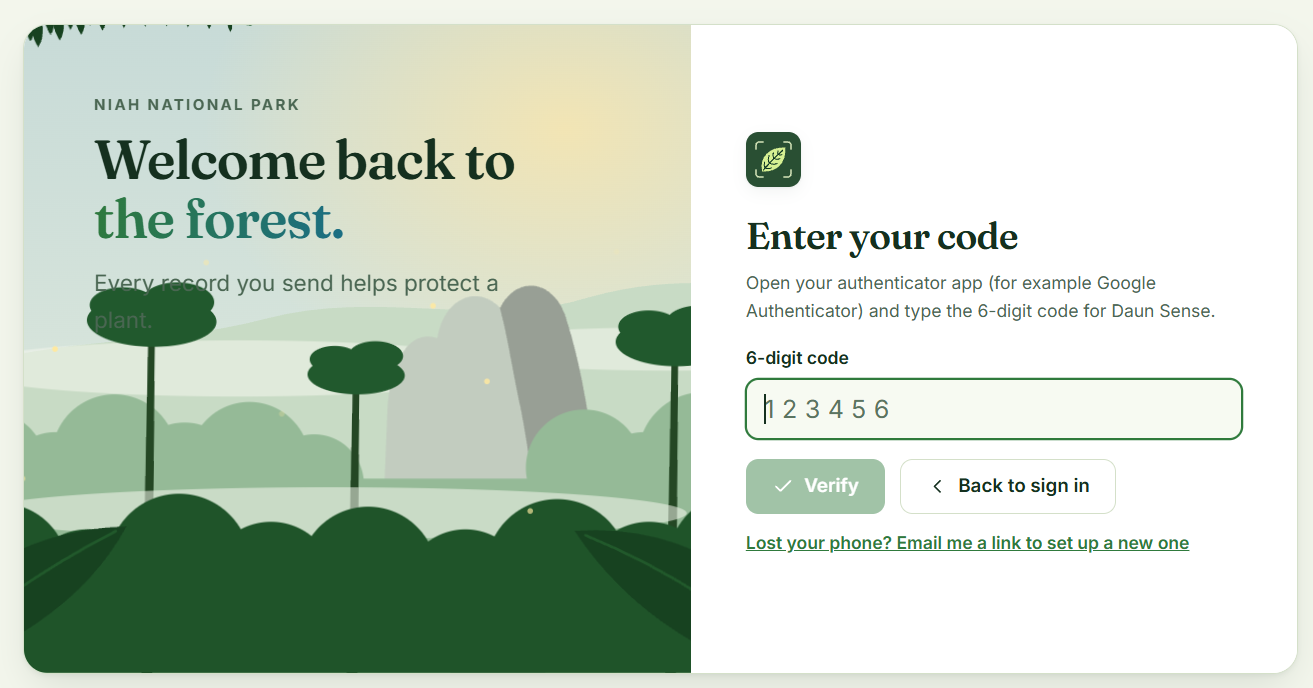 NIAH NATIONAL PARK
Welcome back to
the forest.
Every record you send helps protect a
plant.
Enter your code
Open your authenticator app (for example Google
Authenticator) and type the 6-digit code for Daun Sense.
6-digit code
1 2 3 4 5 6
Verify
Back to sign in
Lost your phone? Email me a link to set up a new one